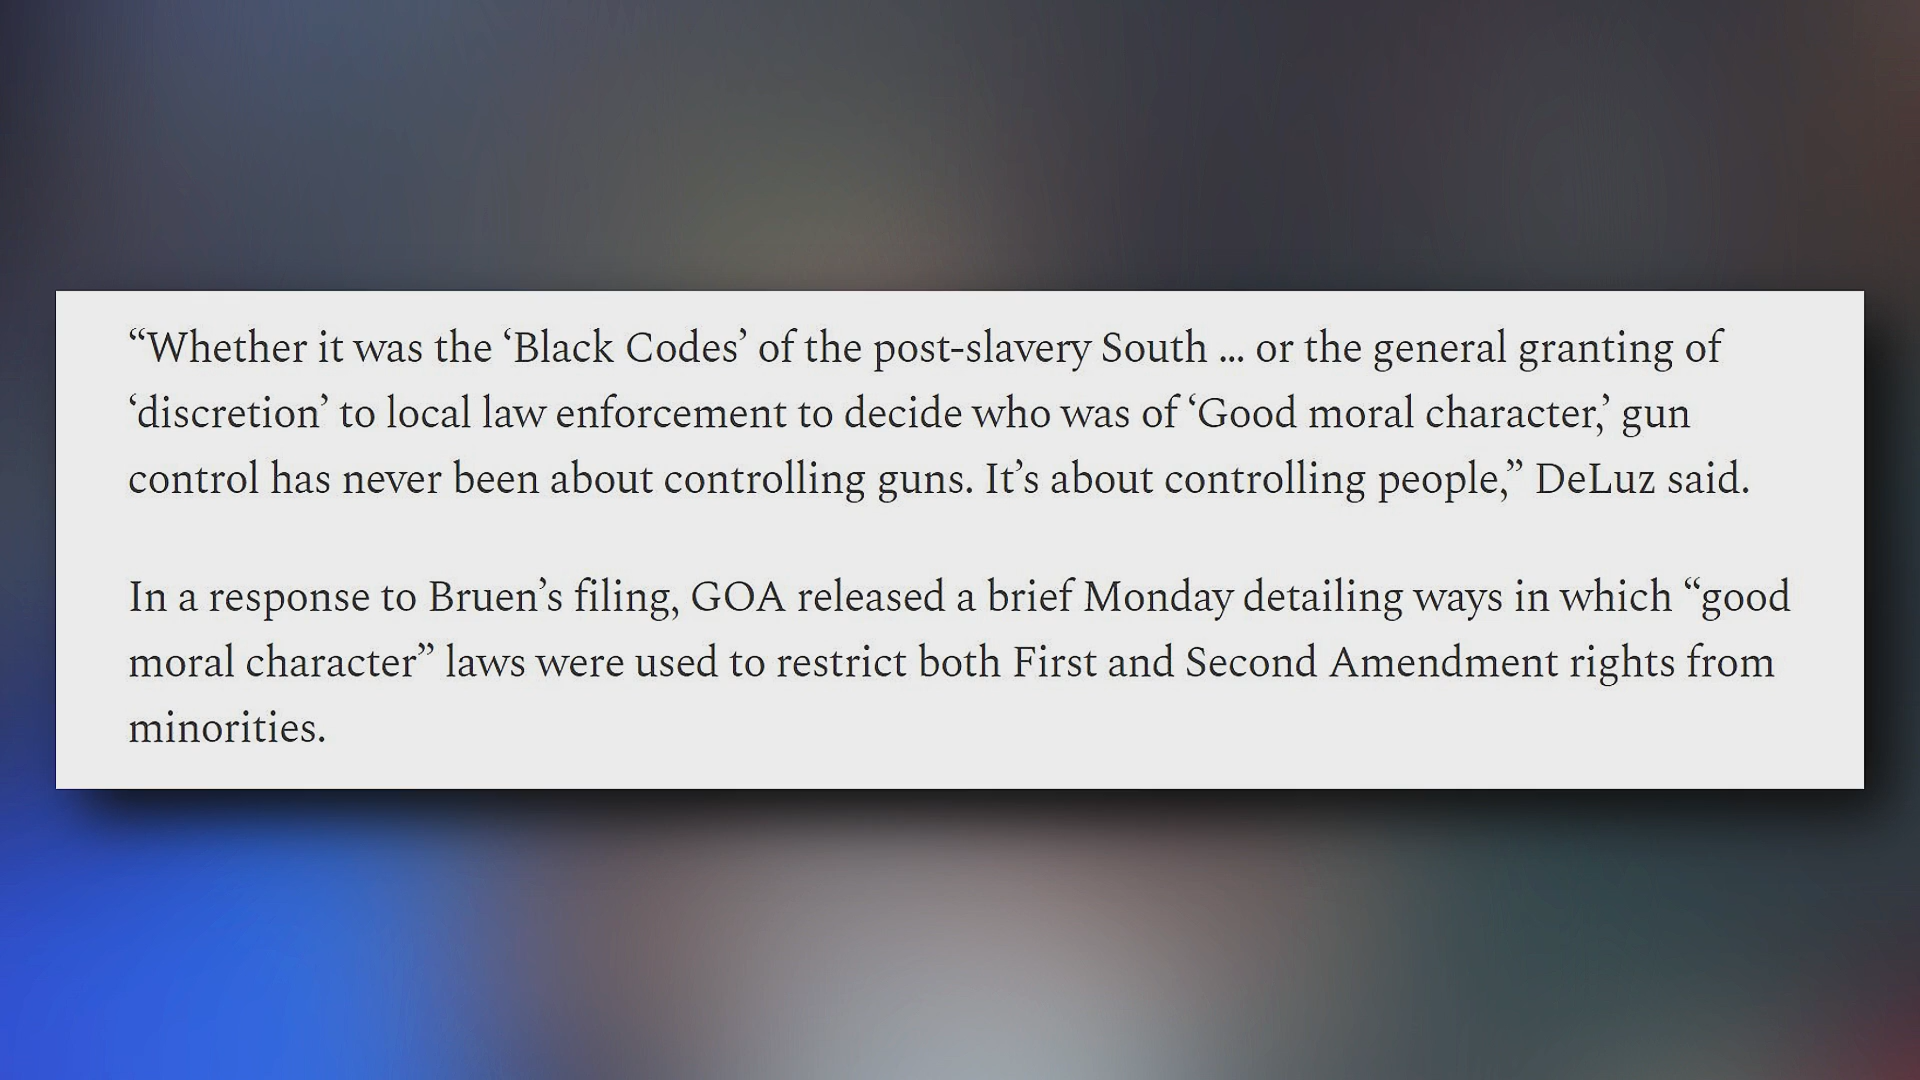 “Whether it was the ‘Black Codes’ of the post-slavery South ... or the general granting of
‘discretion’ to local law enforcement to decide who was of ‘Good moral character,’ gun
control has never been about controlling guns. It’s about controlling people,” DeLuz said.
In a response to Bruen’s filing, GOA released a brief Monday detailing ways in which “good
moral character” laws were used to restrict both First and Second Amendment rights from
minorities.